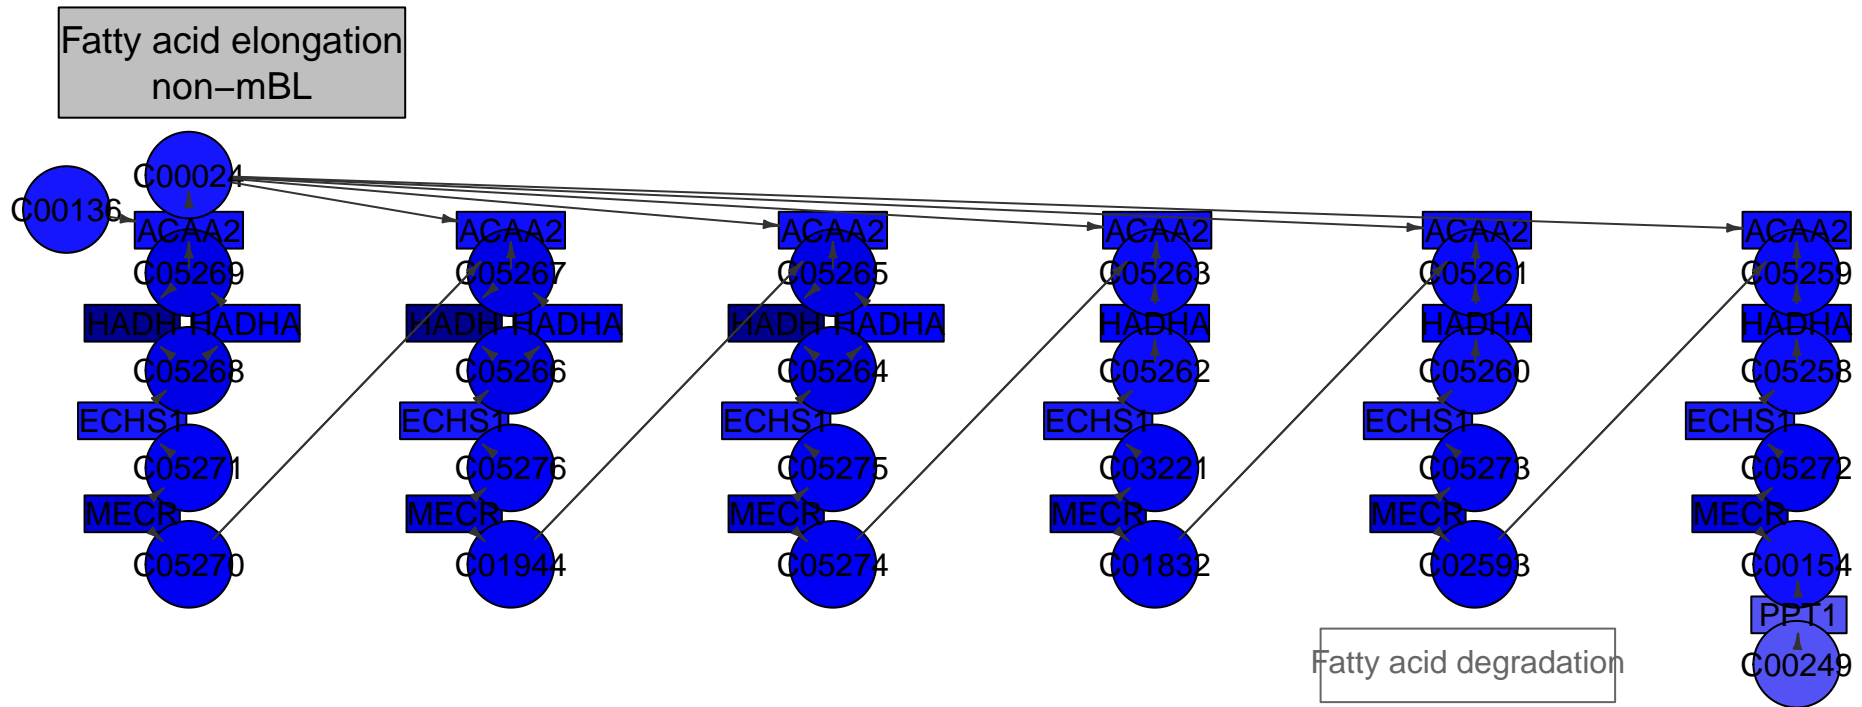 Fatty acid elongation
non−mBL
C00024
C00136
ACAA2 ACAA2 ACAA2 ACAA2 ACAA2 ACAA2
C05269 C05267 C05265 C05263 C05261 C05259
HADH HADHA HADH HADHA HADH HADHA HADHA HADHA HADHA
C05268 C05266 C05264 C05262 C05260 C05258
ECHS1 ECHS1 ECHS1 ECHS1 ECHS1 ECHS1
C05271 C05276 C05275 C03221 C05273 C05272
MECR MECR MECR MECR MECR MECR
C05270 C01944 C05274 C01832 C02593 C00154
PPT1
Fatty acid degradation C00249